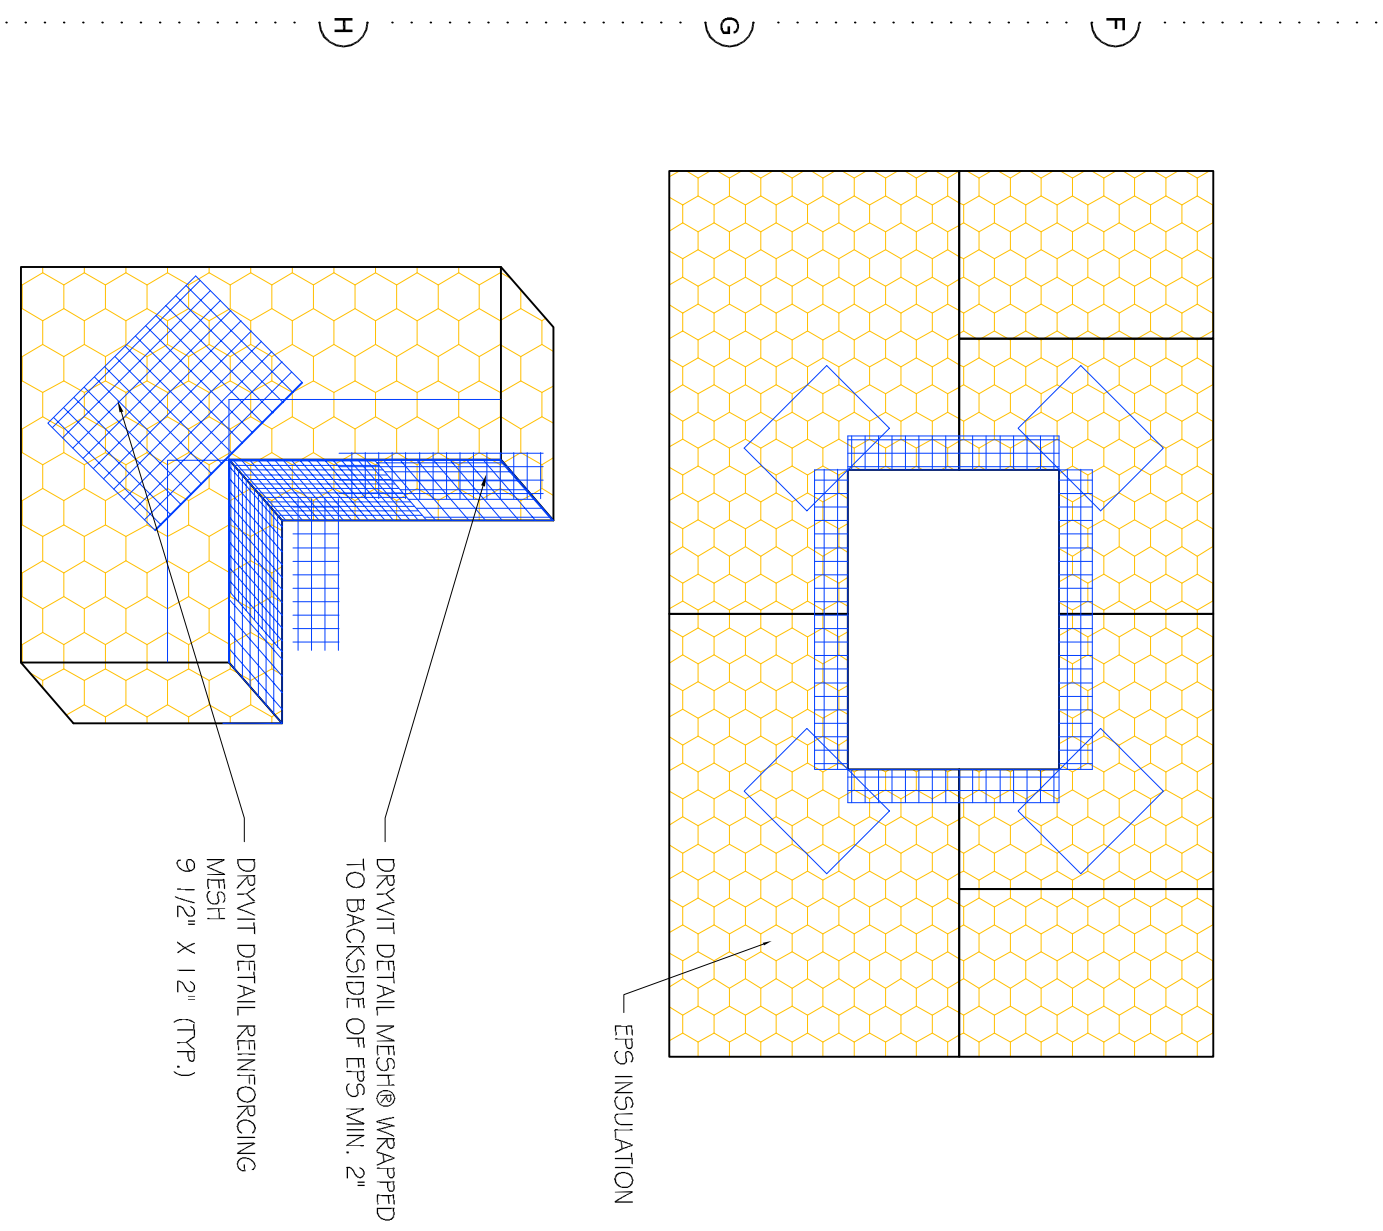 F
G
H
EPS INSULATION
DRYVIT DETAIL MESH® WRAPPED
TO BACKSIDE OF EPS MIN. 2"
DRYVIT DETAIL REINFORCING
MESH
9 1/2" X 12" (TYP.)